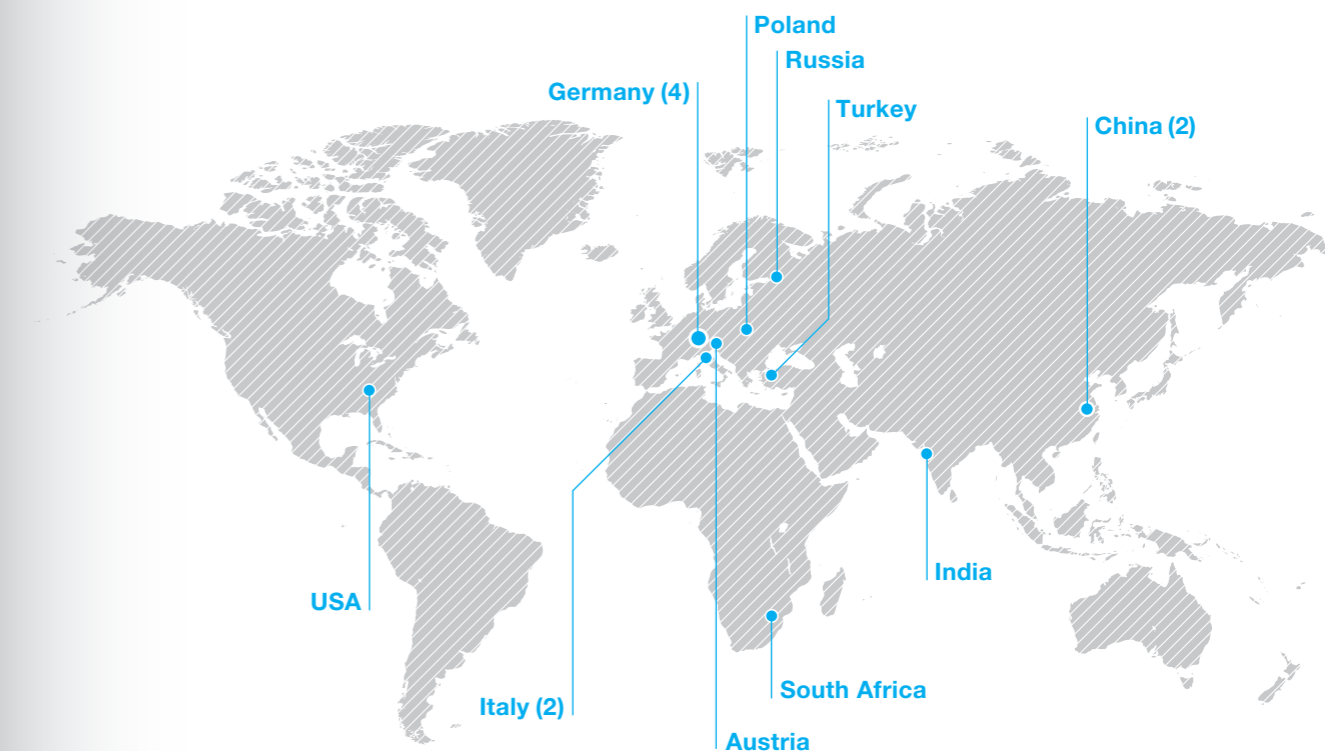 Poland
Russia
Germany (4)
Turkey
China (2)
India
USA
South Africa
Italy (2)
Austria